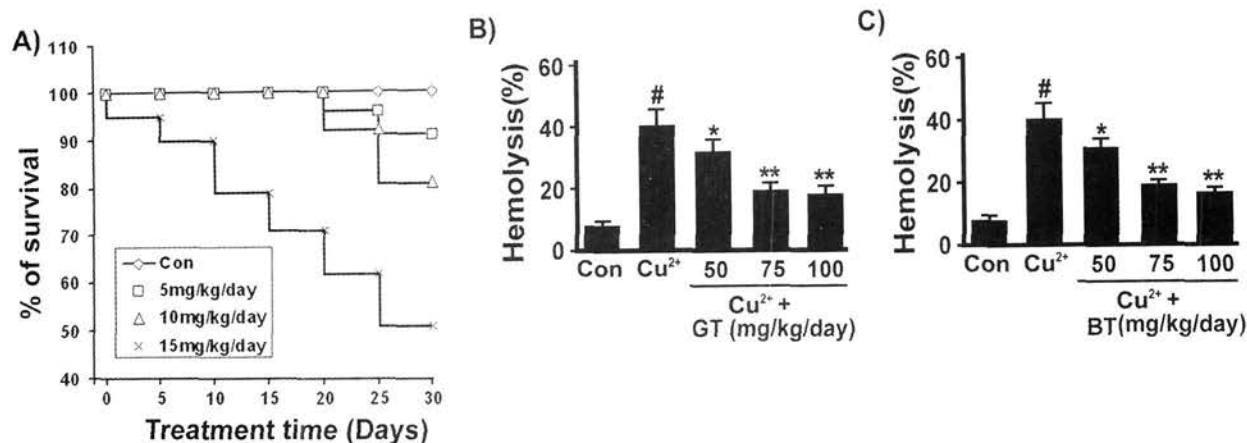 A)
% of survival
110
100
90
80
70
60
50
40
Con
5mg/kg/day
10mg/kg/day
15mg/kg/day
0 5 10 15 20 25 30
Treatment time (Days)
B)
Hemolysis(%)
60
40
20
0
#
*
**
**
Con Cu²⁺ 50 75 100
Cu²⁺ +
GT (mg/kg/day)
C)
Hemolysis(%)
60
40
20
0
#
*
**
**
Con Cu²⁺ 50 75 100
Cu²⁺ +
BT(mg/kg/day)